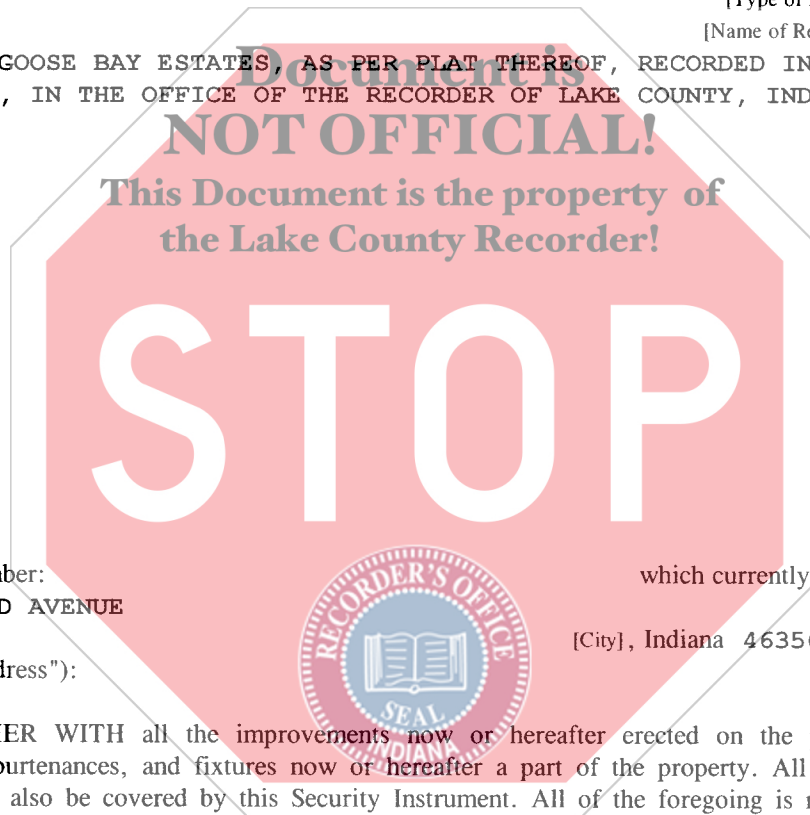 [Type of
[Name of Re
GOOSE BAY ESTATES, AS PER PLAT THEREOF, RECORDED IN
, IN THE OFFICE OF THE RECORDER OF LAKE COUNTY, IND
Document is
NOT OFFICIAL!
This Document is the property of
the Lake County Recorder!
STOP
nber:
which currently
D AVENUE
[City], Indiana 4635
dress"):
RECORDER'S OFFICE
SEAL
INDIANA
ER WITH all the improvements now or hereafter erected on the
purtenances, and fixtures now or hereafter a part of the property. All
also be covered by this Security Instrument. All of the foregoing is